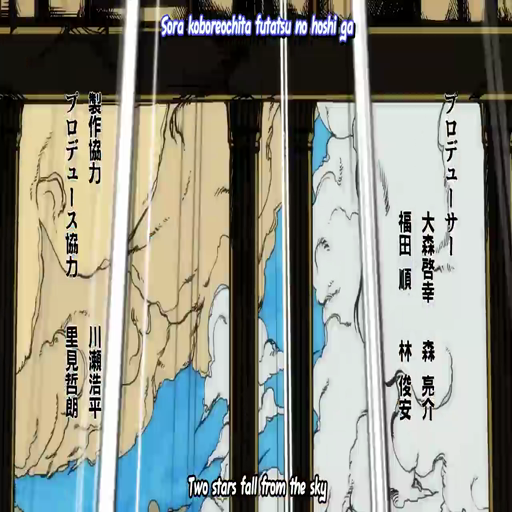 Sora koboreochita futatsu no hoshi ga
プロデューサー
大森啓幸　森　亮介
福田　順　林　俊安
製作協力　川瀬浩平
プロデュース協力　里見哲朗
Two stars fall from the sky